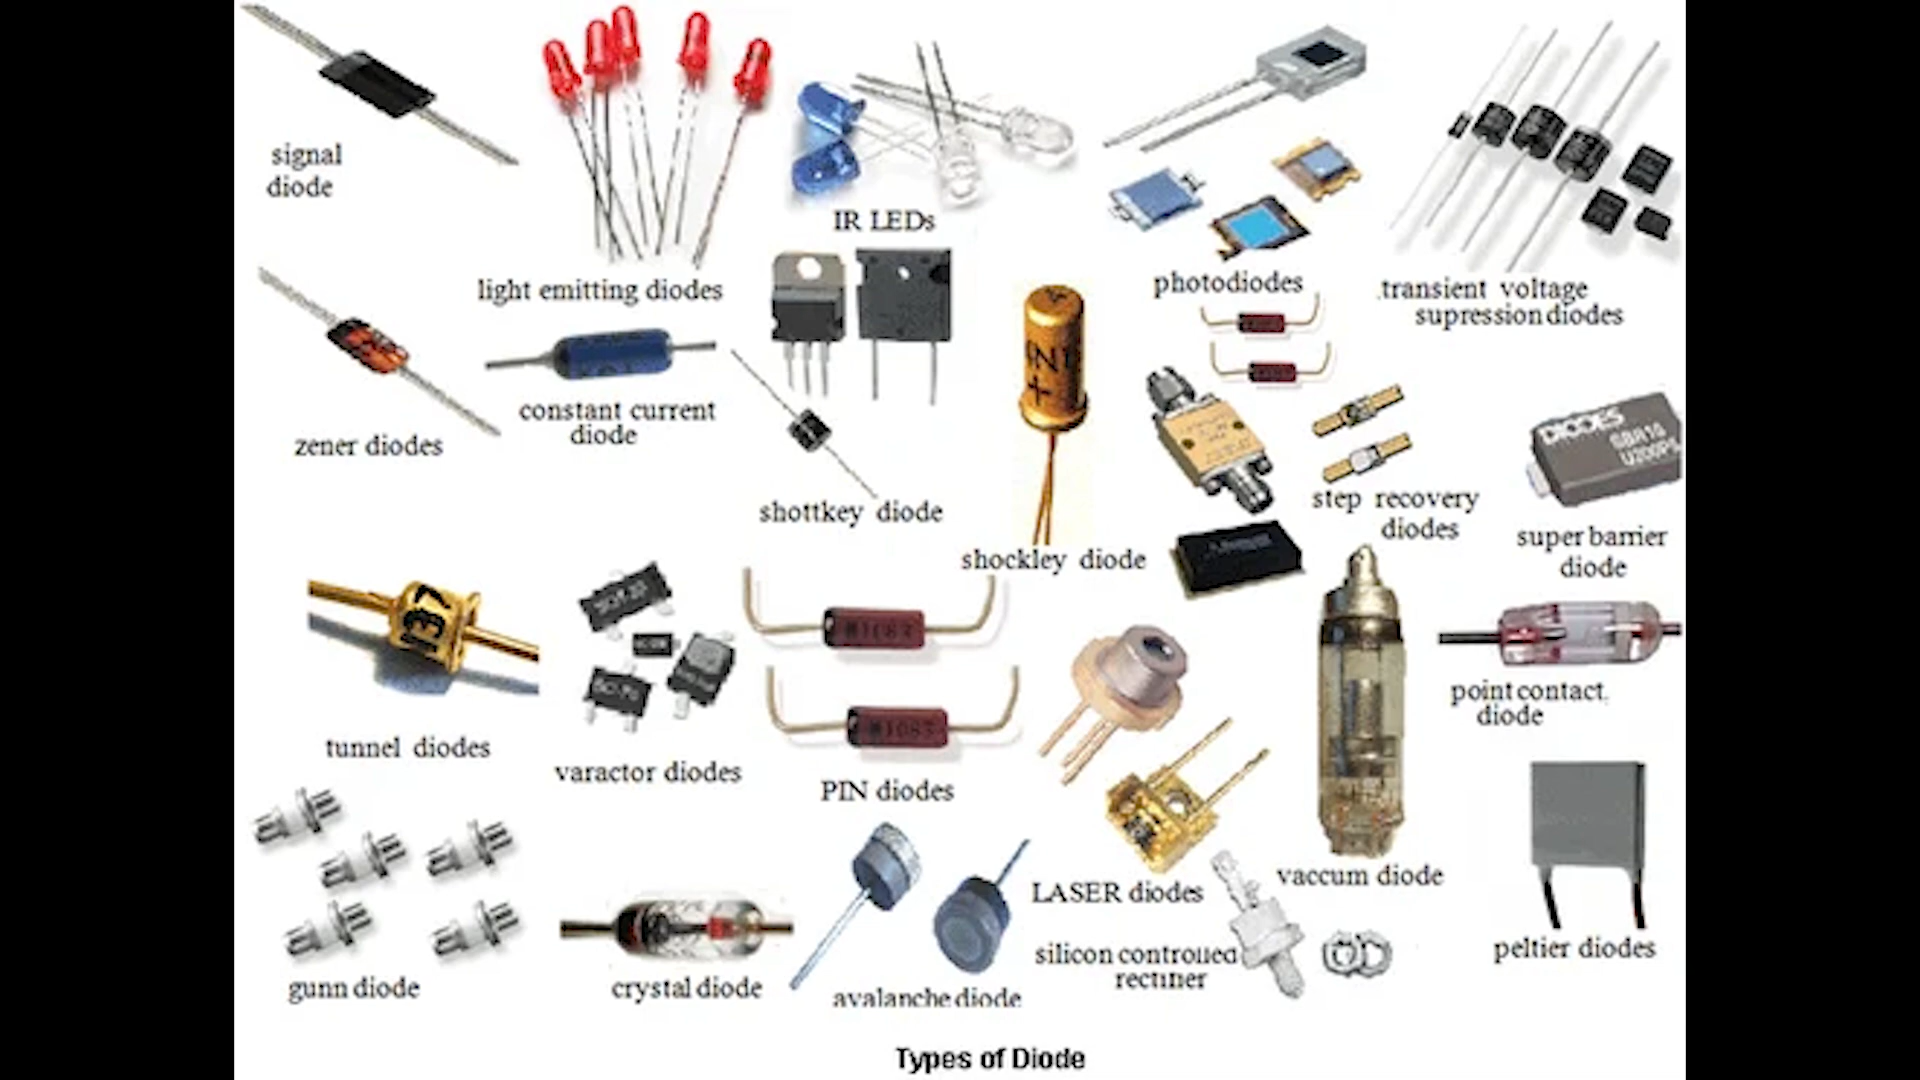 signal
diode
light emitting diodes
IR LEDs
photodiodes
.transient voltage
supression diodes
zener diodes
constant current
diode
shottkey diode
shockley diode
step recovery
diodes
DIODES
super barrier
diode
tunnel diodes
varactor diodes
PIN diodes
LASER diodes
vaccum diode
point contact.
diode
peltier diodes
gunn diode
crystal diode
avalanche diode
silicon controlled
rectifier
Types of Diode